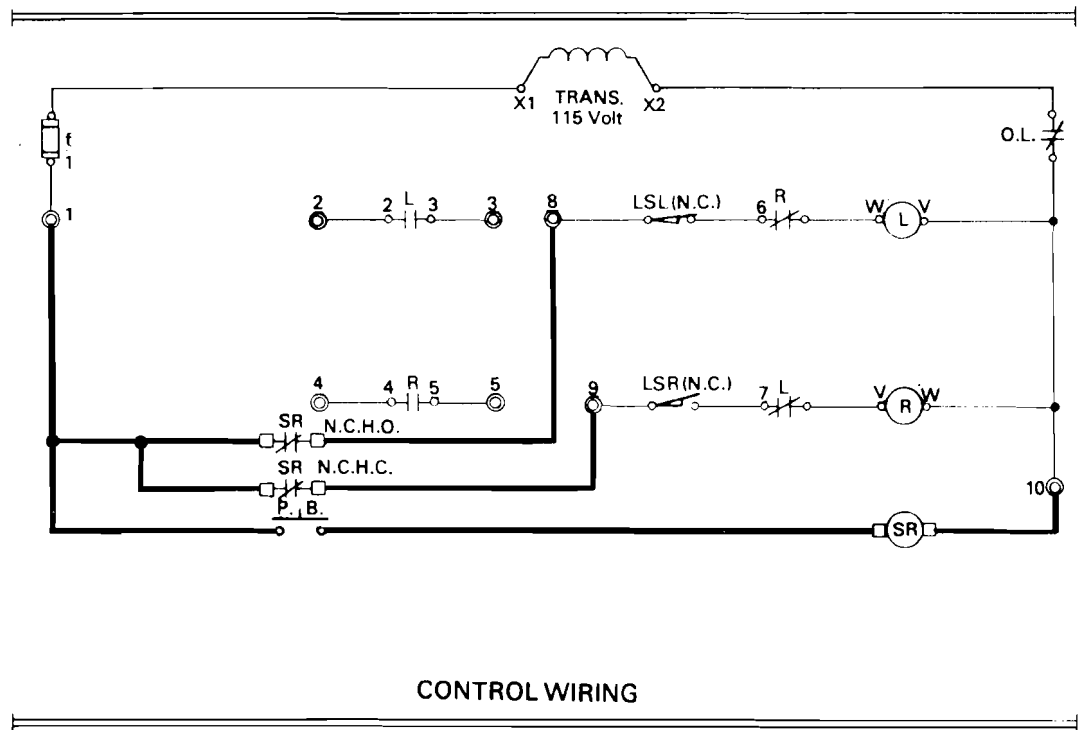 X1 TRANS. X2
115 Volt
O.L.
f
1
1
2 2 L 3 3 8 LSL(N.C.) 6 R W L V
4 4 R 5 5 9 LSR(N.C.) 7 L V R W
SR N.C.H.O.
SR N.C.H.C.
P. B.
10
SR
CONTROL WIRING